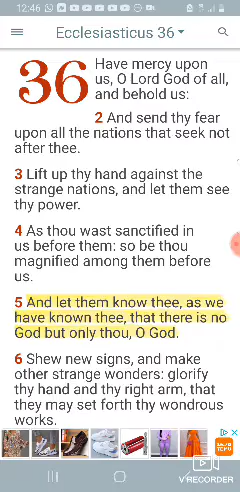 12:46
Ecclesiasticus 36
36 Have mercy upon
us, O Lord God of all,
and behold us:
2 And send thy fear
upon all the nations that seek not
after thee.
3 Lift up thy hand against the
strange nations, and let them see
thy power.
4 As thou wast sanctified in
us before them: so be thou
magnified among them before
us.
5 And let them know thee, as we
have known thee, that there is no
God but only thou, O God.
6 Shew new signs, and make
other strange wonders: glorify
thy hand and thy right arm, that
they may set forth thy wondrous
works.
TEMU
VRECORDER